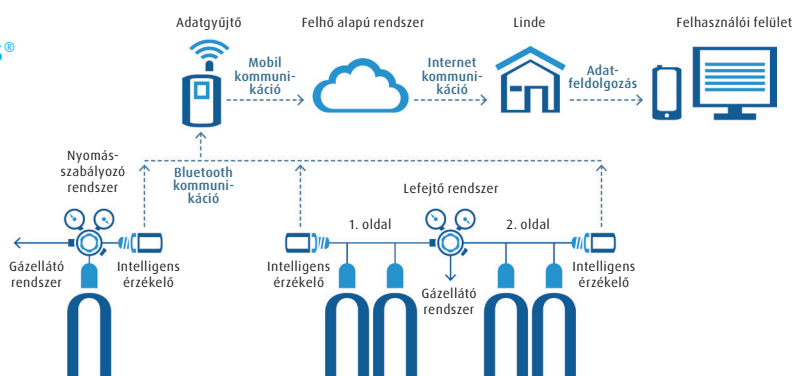 S®
Adatgyűjtő
Felhő alapú rendszer
Linde
Felhasználói felület
Mobil
kommuni-
káció
Internet
kommuni-
káció
Adat-
feldolgozás
Nyomás-
szabályozó
rendszer
Bluetooth
kommuni-
káció
Lefejtő rendszer
1. oldal
2. oldal
Gázellátó
rendszer
Intelligens
érzékelő
Intelligens
érzékelő
Gázellátó
rendszer
Intelligens
érzékelő